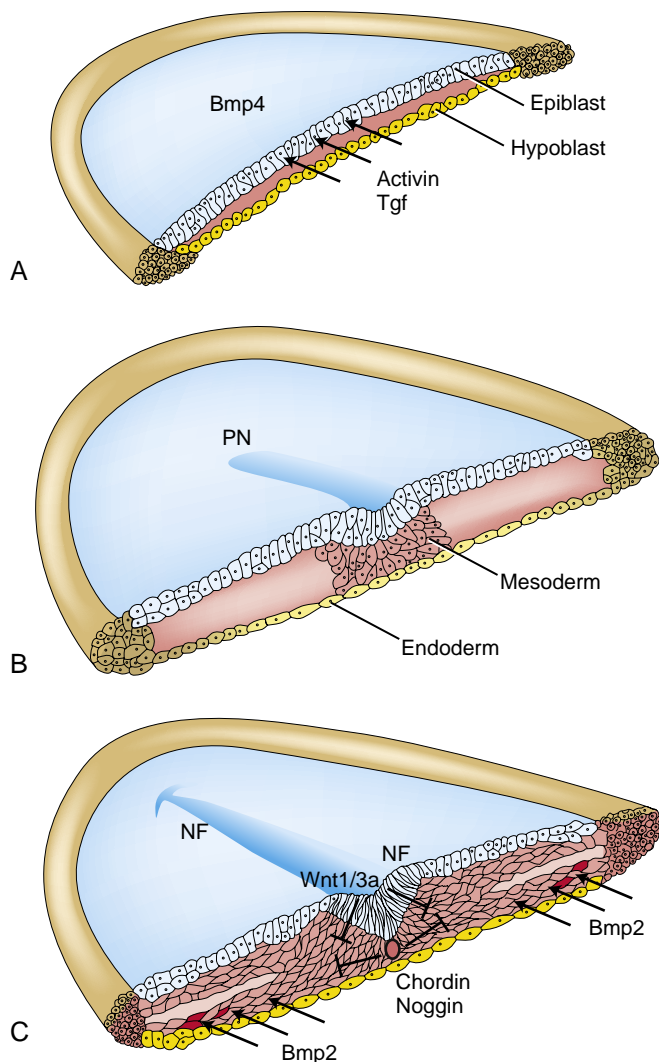 Bmp4
Epiblast
Hypoblast
Activin
Tgf
A
PN
Mesoderm
Endoderm
B
NF
NF
Wnt1/3a
Bmp2
Chordin
Noggin
C
Bmp2